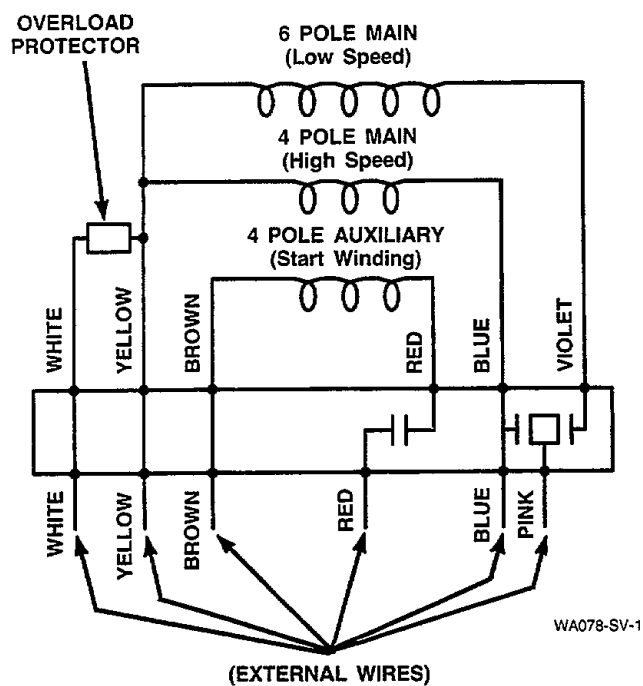 OVERLOAD
PROTECTOR
6 POLE MAIN
(Low Speed)
4 POLE MAIN
(High Speed)
4 POLE AUXILIARY
(Start Winding)
WHITE
YELLOW
BROWN
RED
BLUE
VIOLET
WHITE
YELLOW
BROWN
RED
BLUE
PINK
WA078-SV-1
(EXTERNAL WIRES)